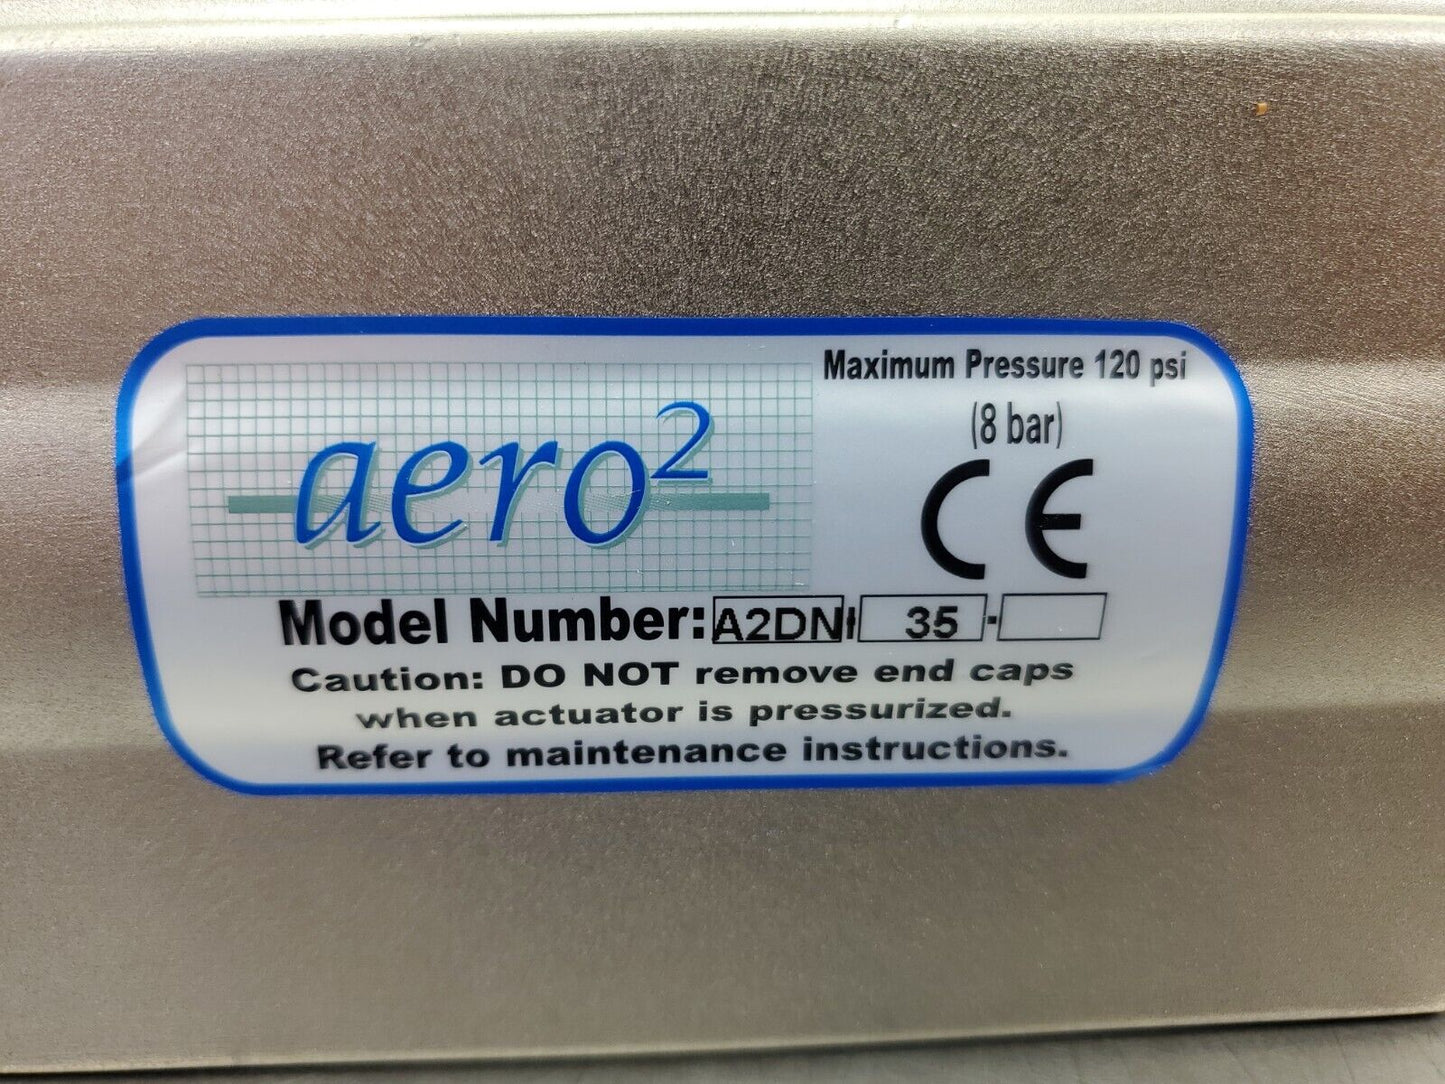 Maximum Pressure 120 psi
(8 bar)
aero²
CE
Model Number: A2DN - 35 -
Caution: DO NOT remove end caps
when actuator is pressurized.
Refer to maintenance instructions.